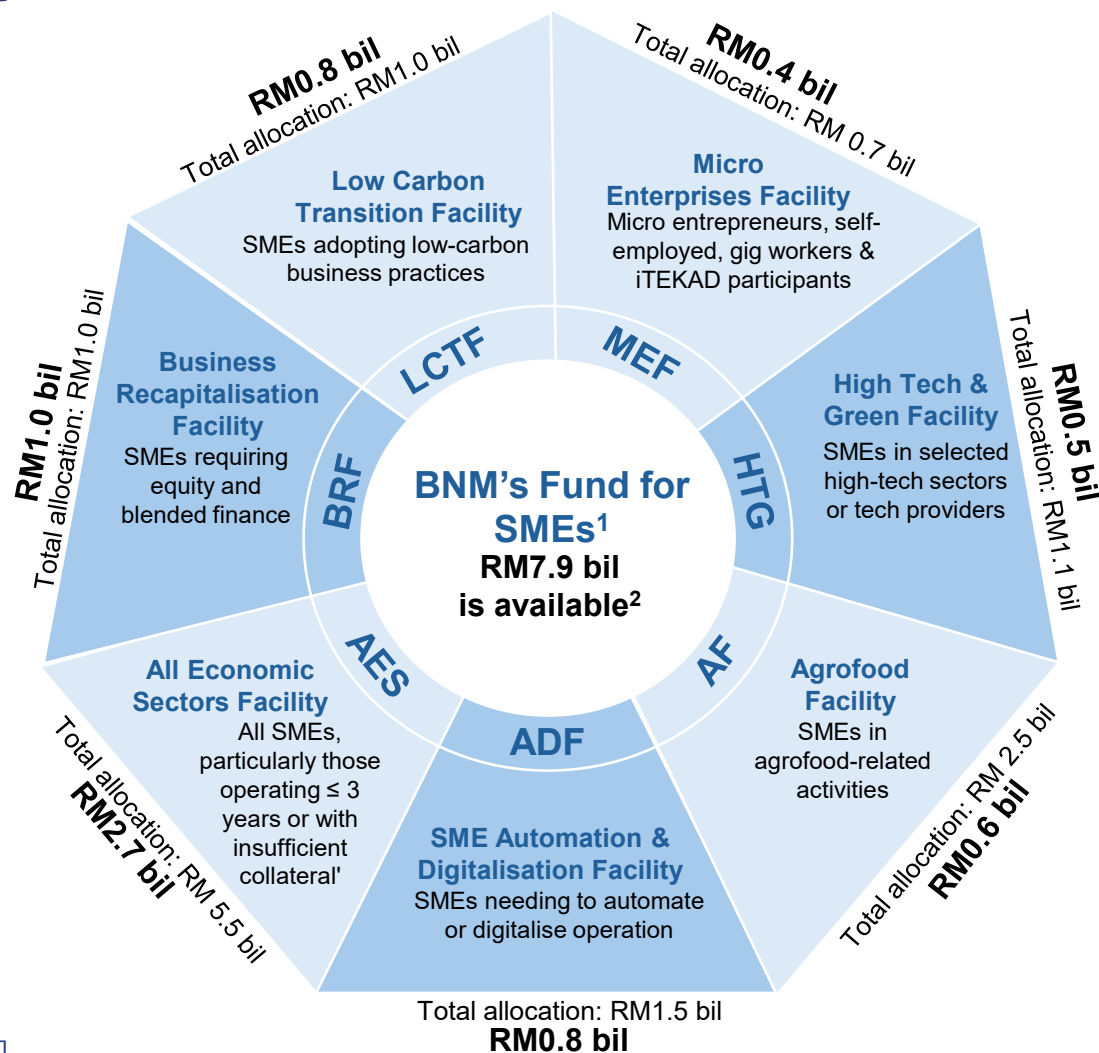 RM0.8 bil
Total allocation: RM1.0 bil
RM0.4 bil
Total allocation: RM 0.7 bil
Low Carbon
Transition Facility
SMEs adopting low-carbon
business practices
LCTF
Micro
Enterprises Facility
Micro entrepreneurs, self-
employed, gig workers &
iTEKAD participants
MEF
RM1.0 bil
Total allocation: RM1.0 bil
Business
Recapitalisation
Facility
SMEs requiring
equity and
blended finance
BRF
BNM's Fund for
SMEs¹
RM7.9 bil
is available²
HTG
High Tech &
Green Facility
SMEs in selected
high-tech sectors
or tech providers
RM0.5 bil
Total allocation: RM1.1 bil
AES
All Economic
Sectors Facility
All SMEs,
particularly those
operating ≤ 3
years or with
insufficient
collateral'
Total allocation: RM 5.5 bil
RM2.7 bil
ADF
SME Automation &
Digitalisation Facility
SMEs needing to automate
or digitalise operation
Total allocation: RM1.5 bil
RM0.8 bil
AF
Agrofood
Facility
SMEs in
agrofood-related
activities
Total allocation: RM 2.5 bil
RM0.6 bil